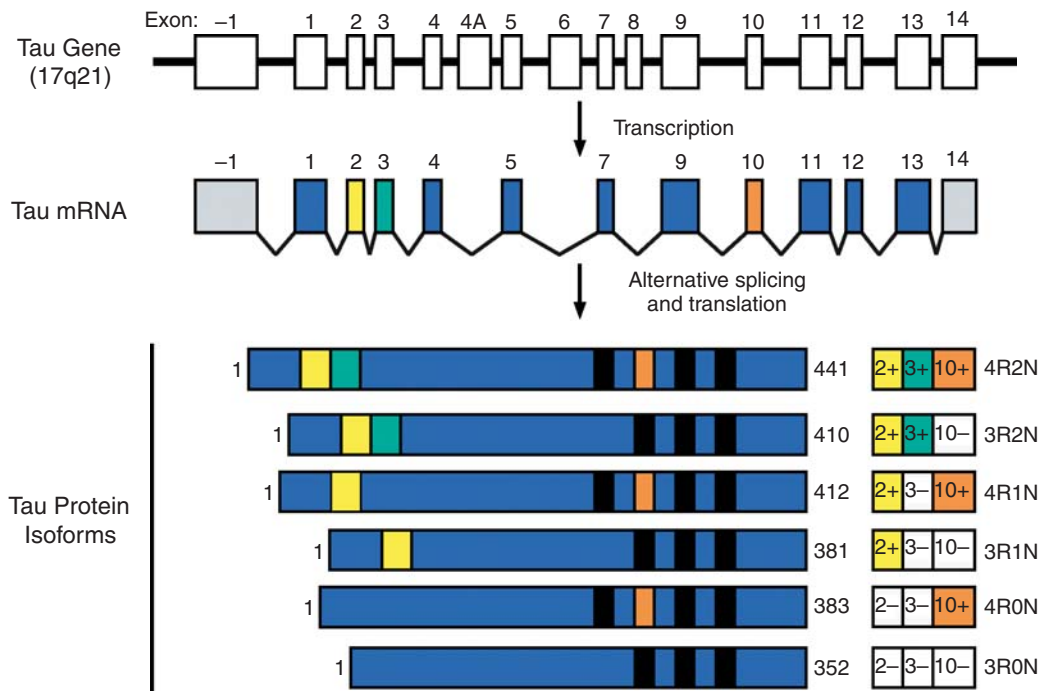 Exon: –1 1 2 3 4 4A 5 6 7 8 9 10 11 12 13 14
Tau Gene
(17q21)
Transcription
–1 1 2 3 4 5 7 9 10 11 12 13 14
Tau mRNA
Alternative splicing
and translation
1 441 2+ 3+ 10+ 4R2N
1 410 2+ 3+ 10– 3R2N
1 412 2+ 3– 10+ 4R1N
Tau Protein
Isoforms
1 381 2+ 3– 10– 3R1N
1 383 2– 3– 10+ 4R0N
1 352 2– 3– 10– 3R0N